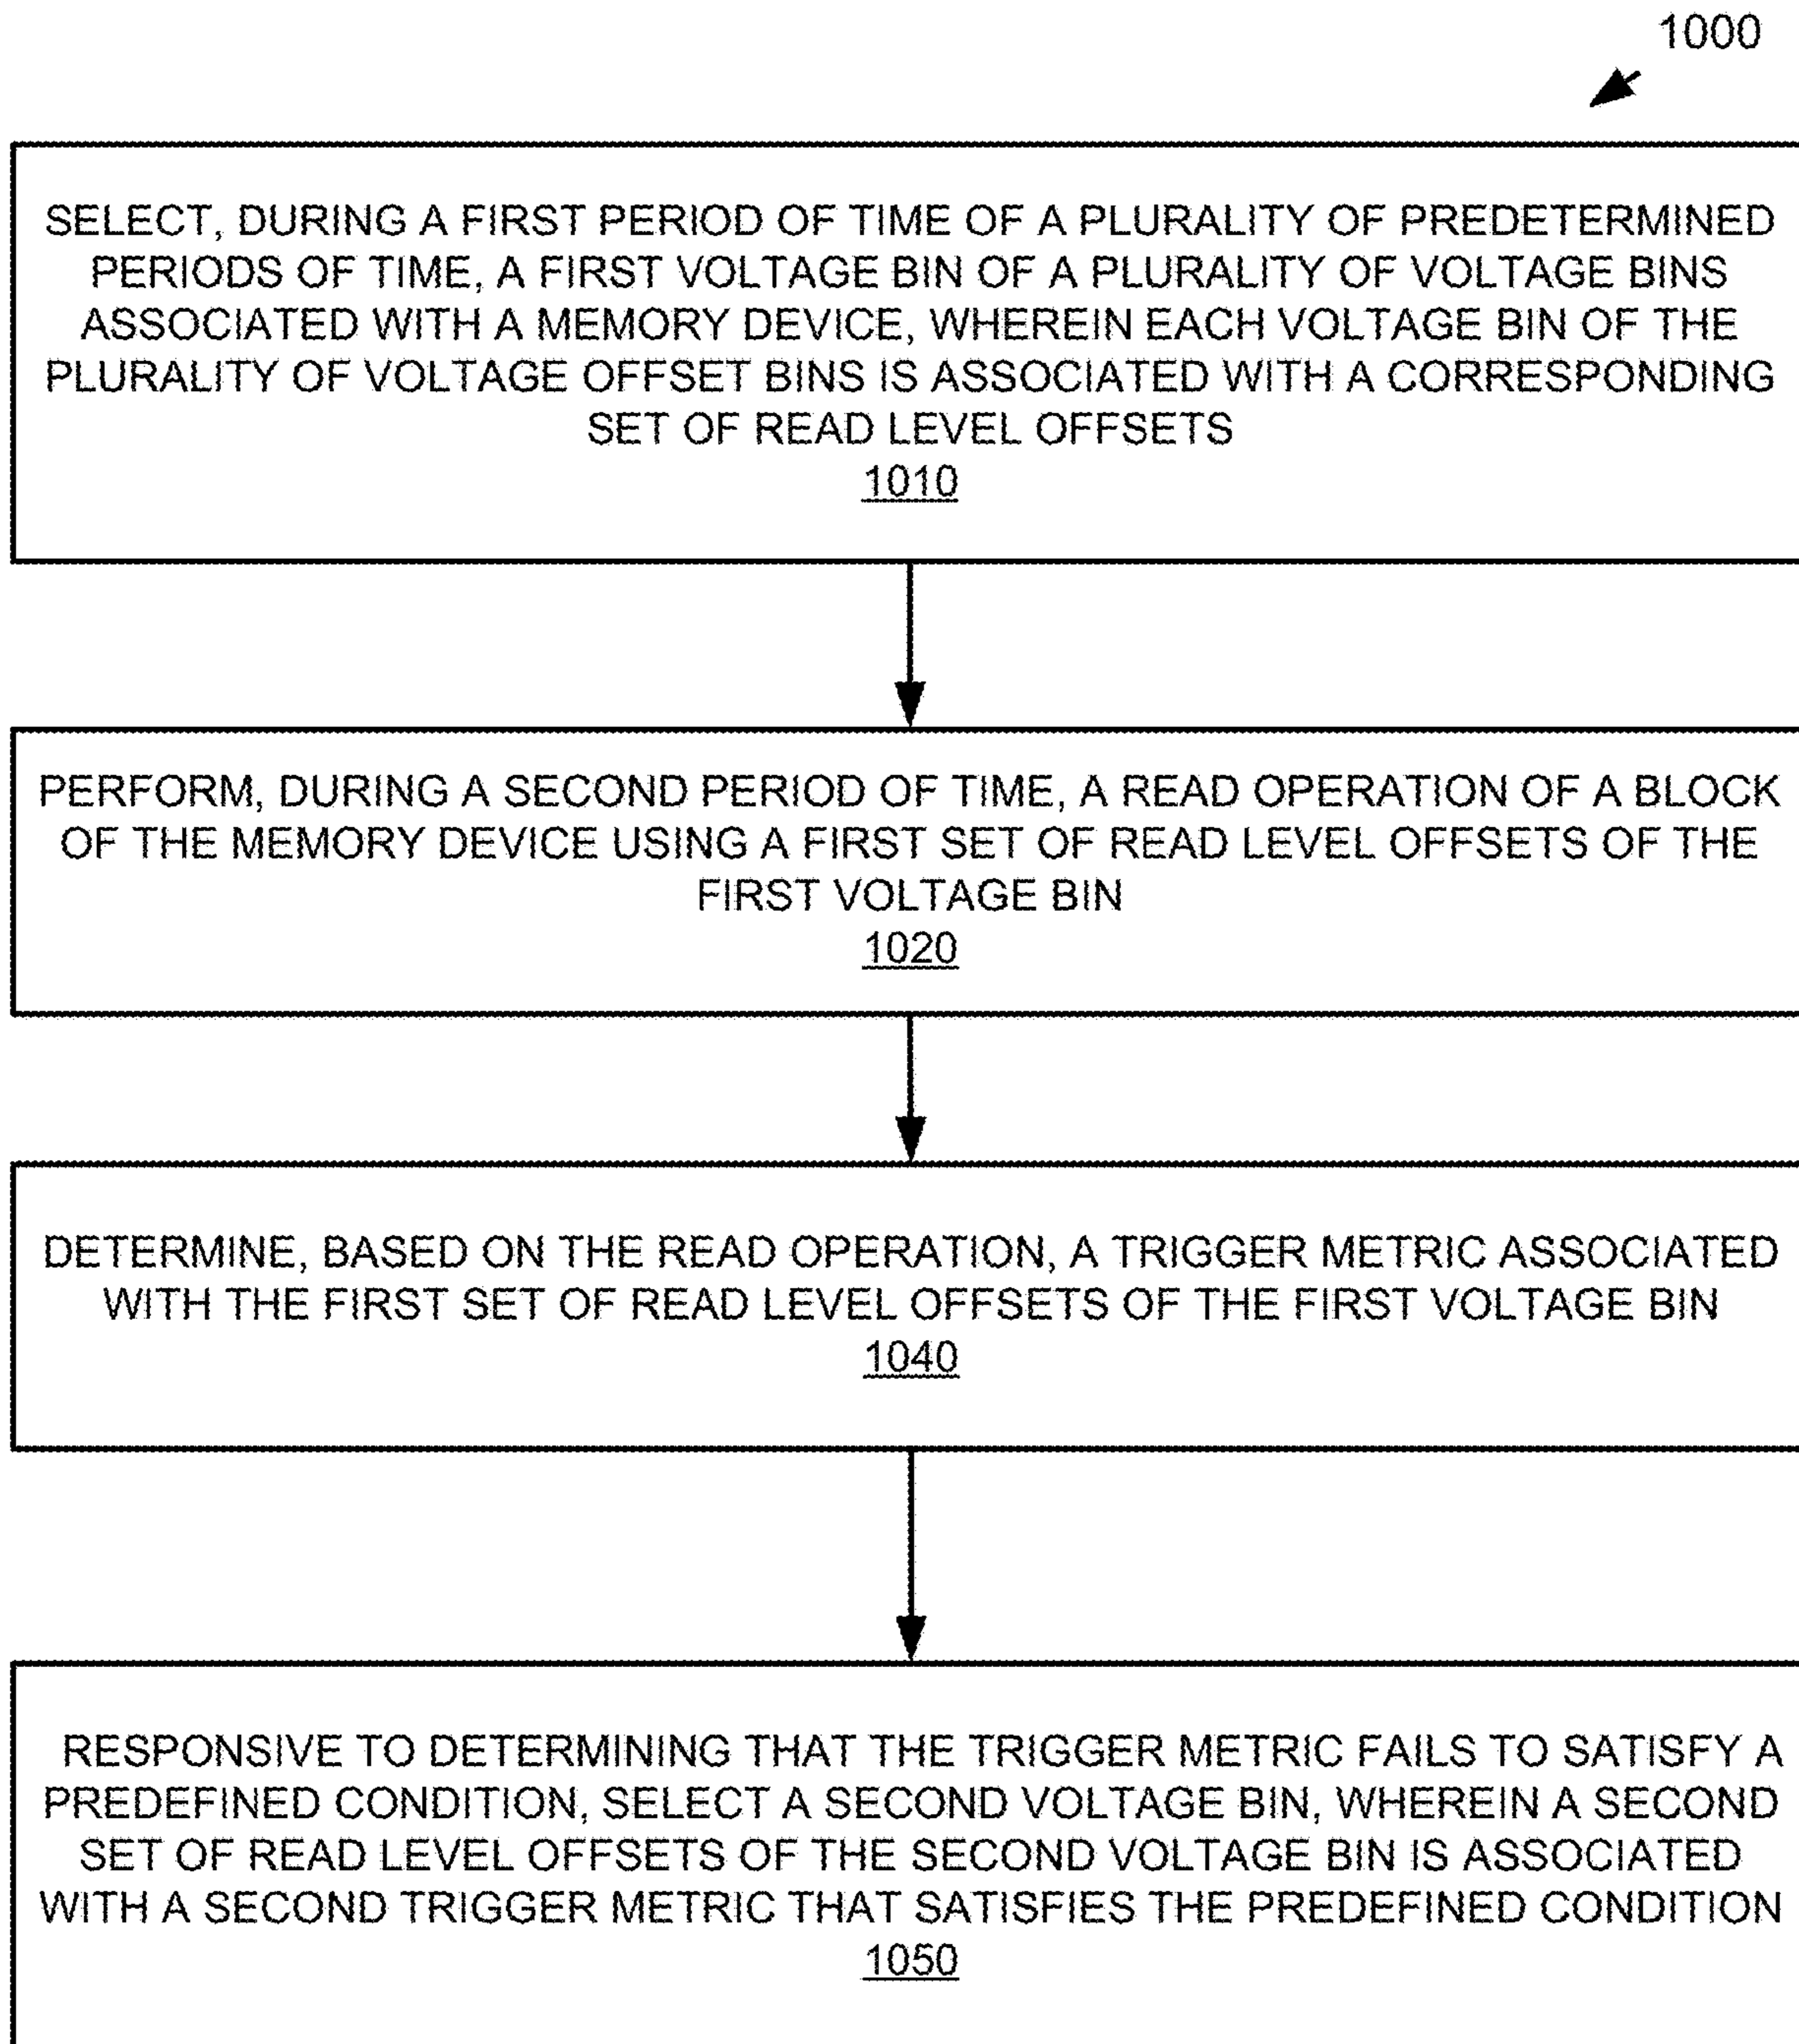 1000
SELECT, DURING A FIRST PERIOD OF TIME OF A PLURALITY OF PREDETERMINED
PERIODS OF TIME, A FIRST VOLTAGE BIN OF A PLURALITY OF VOLTAGE BINS
ASSOCIATED WITH A MEMORY DEVICE, WHEREIN EACH VOLTAGE BIN OF THE
PLURALITY OF VOLTAGE OFFSET BINS IS ASSOCIATED WITH A CORRESPONDING
SET OF READ LEVEL OFFSETS
1010
PERFORM, DURING A SECOND PERIOD OF TIME, A READ OPERATION OF A BLOCK
OF THE MEMORY DEVICE USING A FIRST SET OF READ LEVEL OFFSETS OF THE
FIRST VOLTAGE BIN
1020
DETERMINE, BASED ON THE READ OPERATION, A TRIGGER METRIC ASSOCIATED
WITH THE FIRST SET OF READ LEVEL OFFSETS OF THE FIRST VOLTAGE BIN
1040
RESPONSIVE TO DETERMINING THAT THE TRIGGER METRIC FAILS TO SATISFY A
PREDEFINED CONDITION, SELECT A SECOND VOLTAGE BIN, WHEREIN A SECOND
SET OF READ LEVEL OFFSETS OF THE SECOND VOLTAGE BIN IS ASSOCIATED
WITH A SECOND TRIGGER METRIC THAT SATISFIES THE PREDEFINED CONDITION
1050